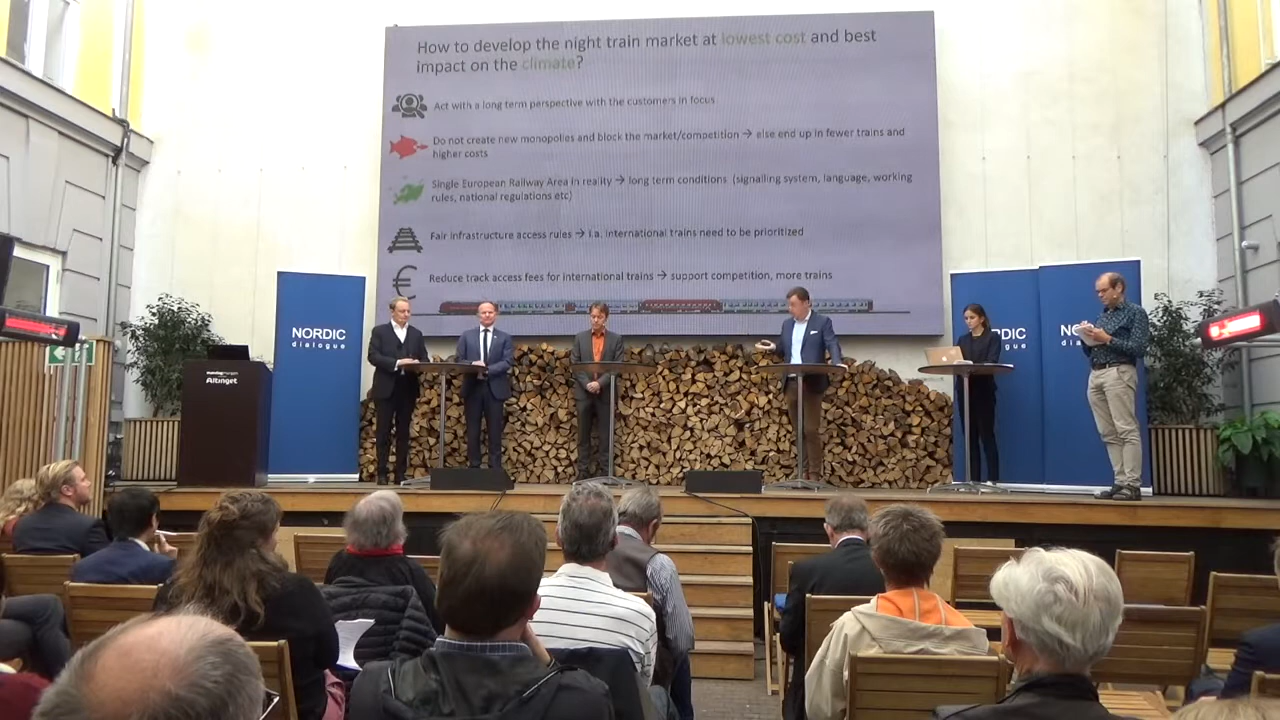 How to develop the night train market at lowest cost and best
impact on the climate?
Act with a long term perspective with the customers in focus
Do not create new monopolies and block the market/competition → else end up in fewer trains and
higher costs
Single European Railway Area in reality → long term conditions (signalling system, language, working
rules, national regulations etc)
Fair infrastructure access rules → i.a. international trains need to be prioritized
€ Reduce track access fees for international trains → support competition, more trains
NORDIC
dialogue
Altinget
RDIC
gue
NO
dia